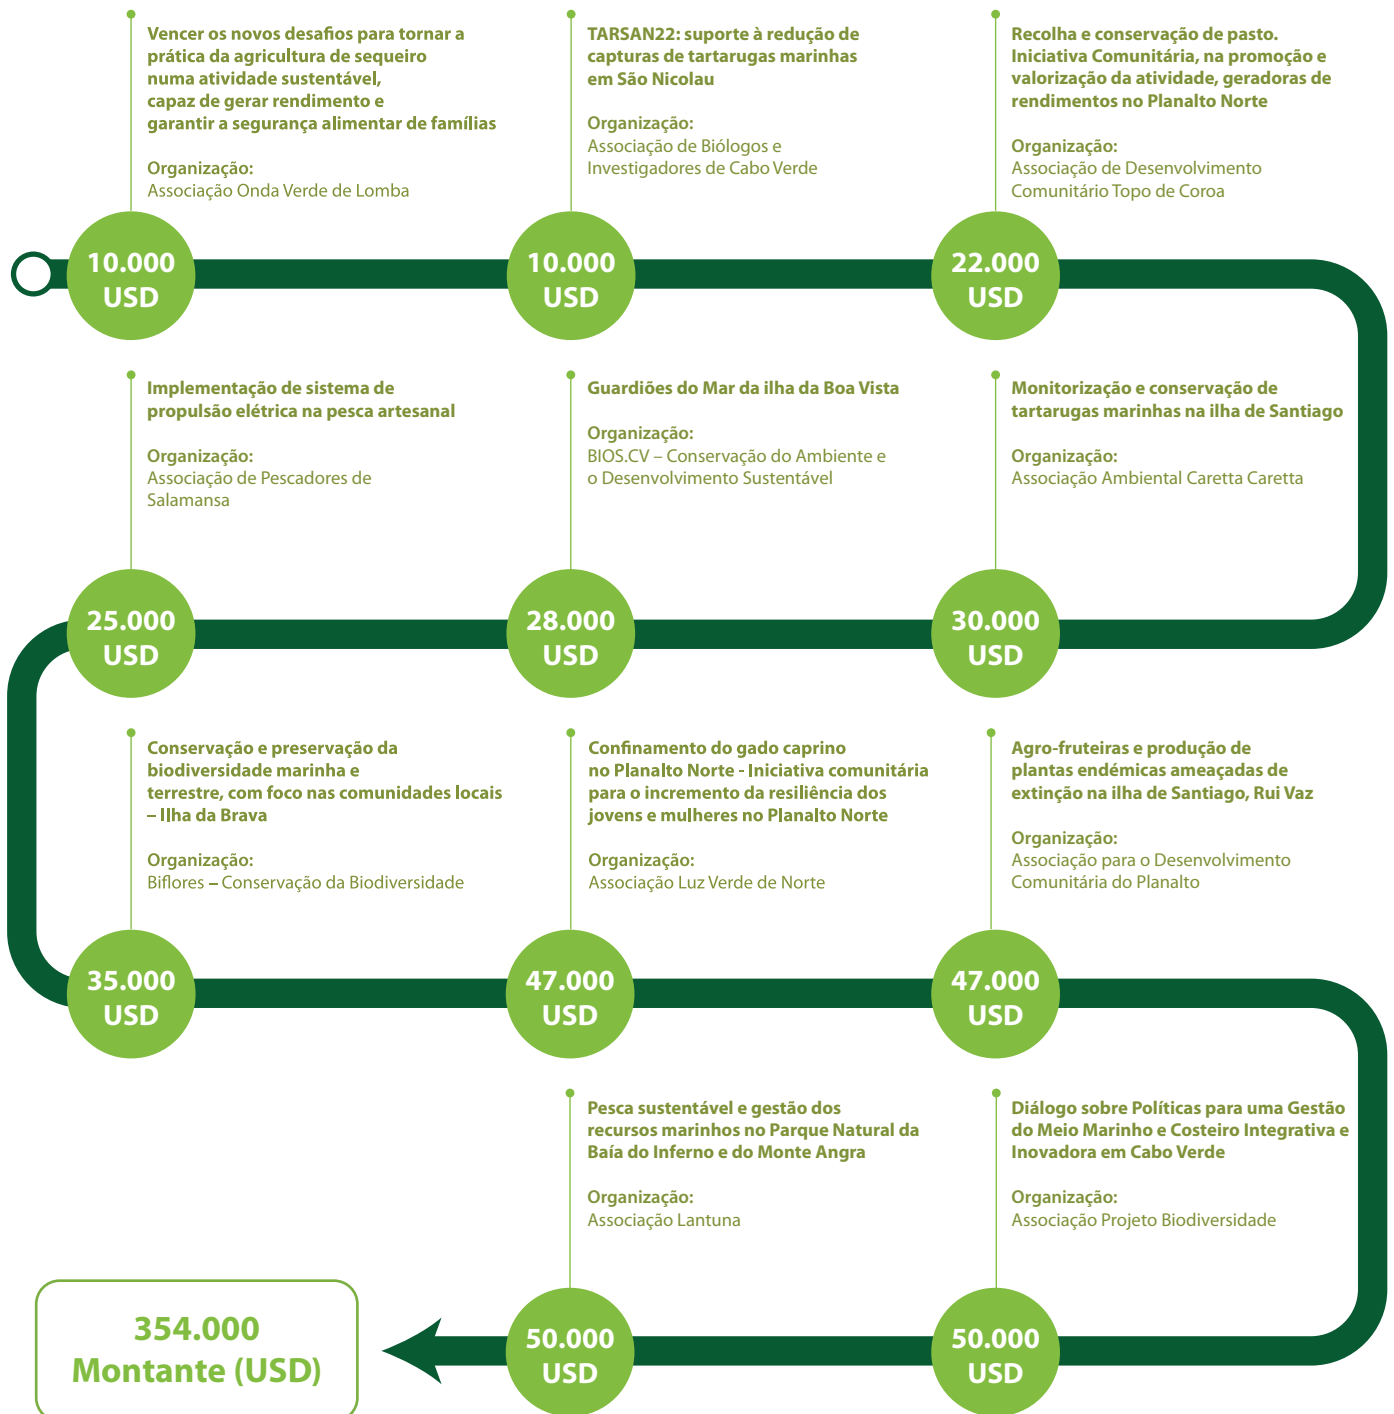 Vencer os novos desafios para tornar a
prática da agricultura de sequeiro
numa atividade sustentável,
capaz de gerar rendimento e
garantir a segurança alimentar de famílias
Organização:
Associação Onda Verde de Lomba
10.000
USD
TARSAN22: suporte à redução de
capturas de tartarugas marinhas
em São Nicolau
Organização:
Associação de Biólogos e
Investigadores de Cabo Verde
10.000
USD
Recolha e conservação de pasto.
Iniciativa Comunitária, na promoção e
valorização da atividade, geradoras de
rendimentos no Planalto Norte
Organização:
Associação de Desenvolvimento
Comunitário Topo de Coroa
22.000
USD
Implementação de sistema de
propulsão elétrica na pesca artesanal
Organização:
Associação de Pescadores de
Salamansa
25.000
USD
Guardiões do Mar da ilha da Boa Vista
Organização:
BIOS.CV – Conservação do Ambiente e
o Desenvolvimento Sustentável
28.000
USD
Monitorização e conservação de
tartarugas marinhas na ilha de Santiago
Organização:
Associação Ambiental Caretta Caretta
30.000
USD
Conservação e preservação da
biodiversidade marinha e
terrestre, com foco nas comunidades locais
– Ilha da Brava
Organização:
Biflores – Conservação da Biodiversidade
35.000
USD
Confinamento do gado caprino
no Planalto Norte - Iniciativa comunitária
para o incremento da resiliência dos
jovens e mulheres no Planalto Norte
Organização:
Associação Luz Verde de Norte
47.000
USD
Agro-fruteiras e produção de
plantas endémicas ameaçadas de
extinção na ilha de Santiago, Rui Vaz
Organização:
Associação para o Desenvolvimento
Comunitária do Planalto
47.000
USD
Pesca sustentável e gestão dos
recursos marinhos no Parque Natural da
Baía do Inferno e do Monte Angra
Organização:
Associação Lantuna
50.000
USD
Diálogo sobre Políticas para uma Gestão
do Meio Marinho e Costeiro Integrativa e
Inovadora em Cabo Verde
Organização:
Associação Projeto Biodiversidade
50.000
USD
354.000
Montante (USD)